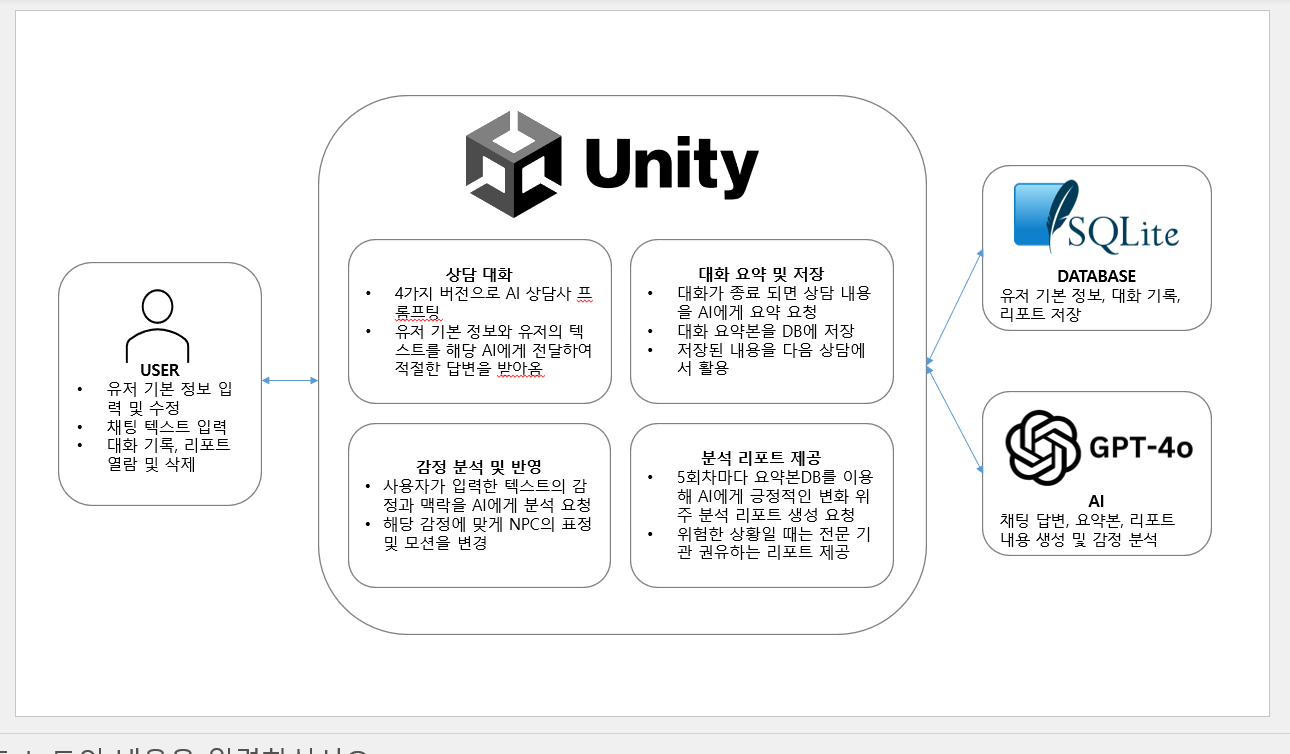 Unity
상담 대화
• 4가지 버전으로 AI 상담사 프
롬프팅
• 유저 기본 정보와 유저의 텍
스트를 해당 AI에게 전달하여
적절한 답변을 받아옴
대화 요약 및 저장
• 대화가 종료 되면 상담 내용
을 AI에게 요약 요청
• 대화 요약본을 DB에 저장
• 저장된 내용을 다음 상담에
서 활용
USER
• 유저 기본 정보 입
력 및 수정
• 채팅 텍스트 입력
• 대화 기록, 리포트
열람 및 삭제
감정 분석 및 반영
• 사용자가 입력한 텍스트의 감
정과 맥락을 AI에게 분석 요청
• 해당 감정에 맞게 NPC의 표정
및 모션을 변경
분석 리포트 제공
• 5회차마다 요약본DB를 이용
해 AI에게 긍정적인 변화 위
주 분석 리포트 생성 요청
• 위험한 상황일 때는 전문 기
관 권유하는 리포트 제공
SQLite
DATABASE
유저 기본 정보, 대화 기록,
리포트 저장
GPT-4o
AI
채팅 답변, 요약본, 리포트
내용 생성 및 감정 분석